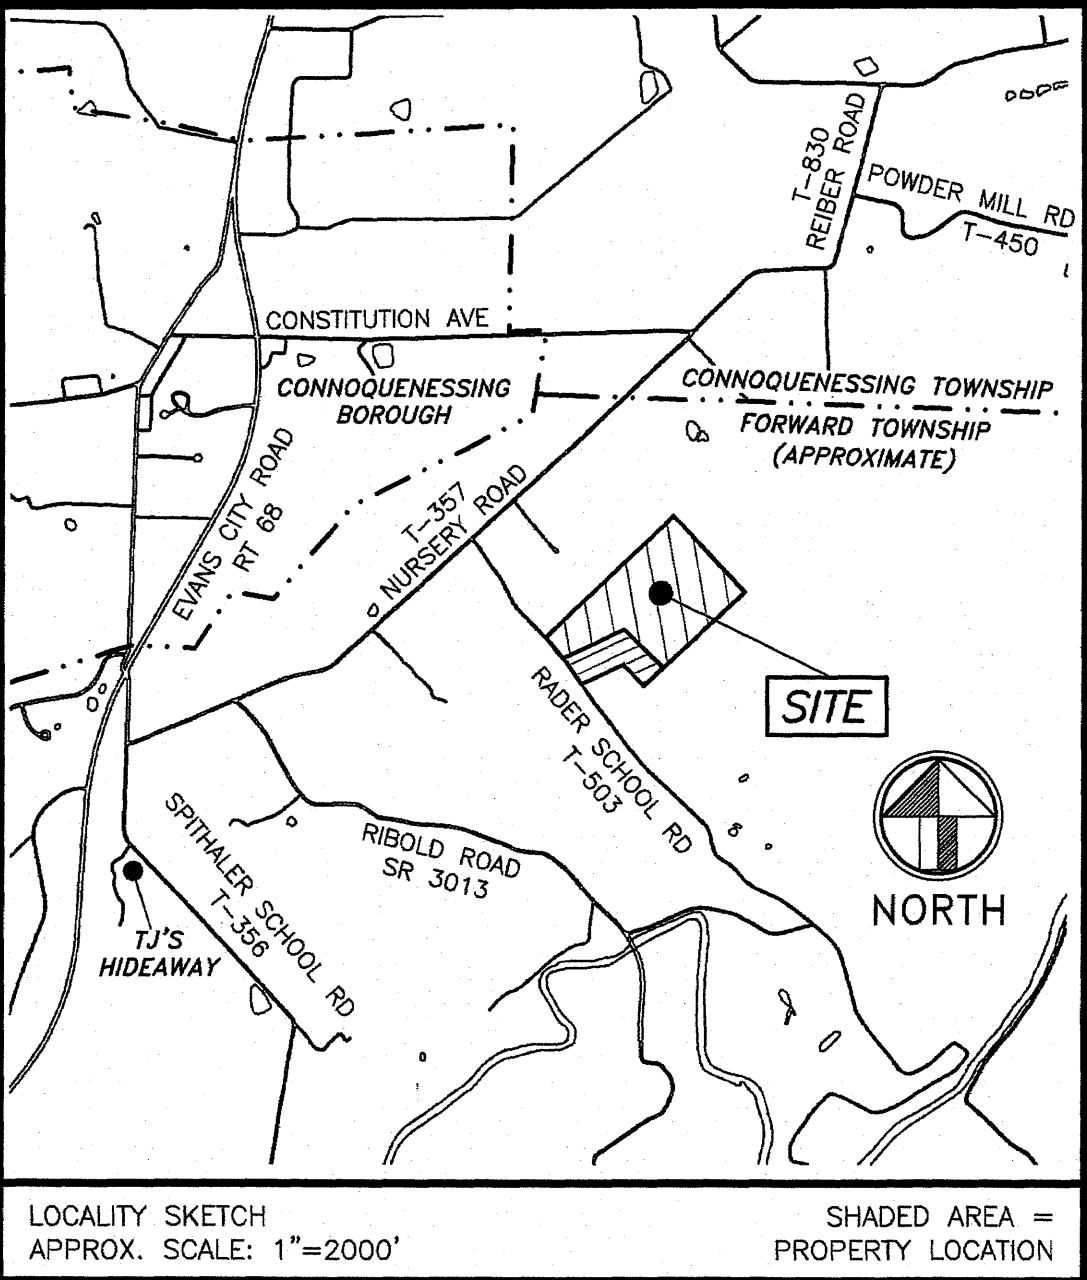 T-830
REIBER ROAD
POWDER MILL RD
T-450
CONSTITUTION AVE
CONNOQUENESSING
BOROUGH
CONNOQUENESSING TOWNSHIP
FORWARD TOWNSHIP
(APPROXIMATE)
EVANS CITY ROAD
RT 68
T-357
NURSERY ROAD
SITE
RADER SCHOOL RD
T-503
SPITHALER SCHOOL RD
T-356
RIBOLD ROAD
SR 3013
NORTH
TJ'S
HIDEAWAY
LOCALITY SKETCH
APPROX. SCALE: 1"=2000'
SHADED AREA =
PROPERTY LOCATION